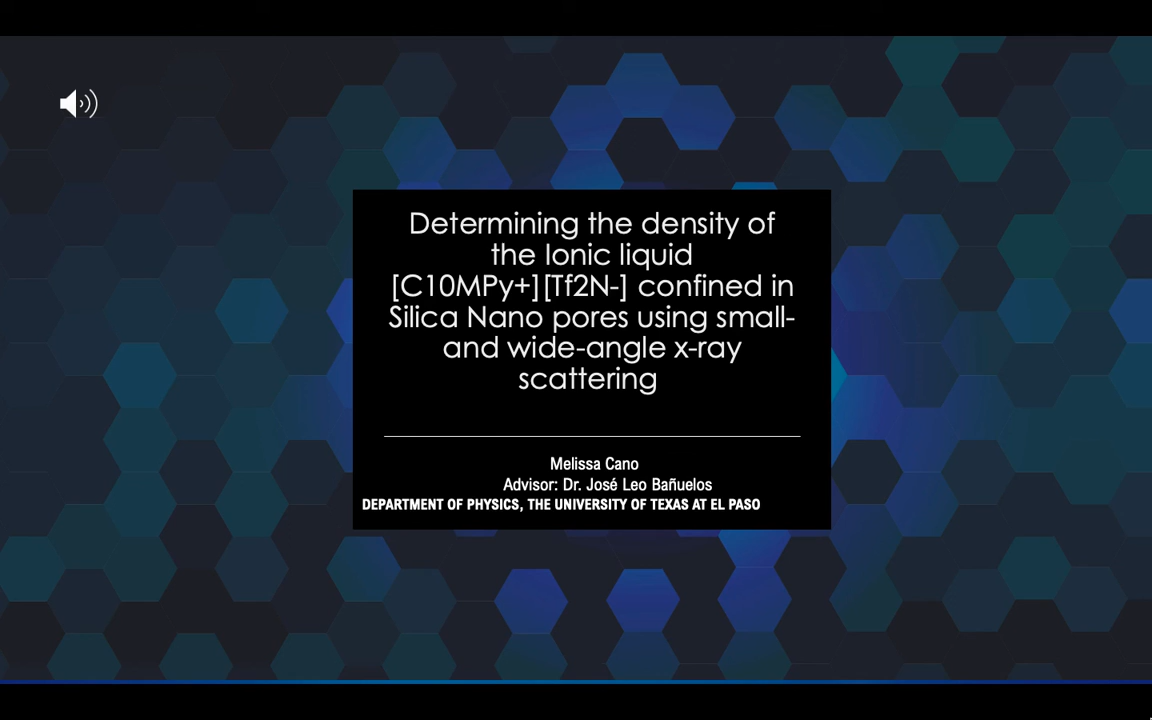 Determining the density of
the Ionic liquid
[C10MPy+][Tf2N-] confined in
Silica Nano pores using small-
and wide-angle x-ray
scattering
Melissa Cano
Advisor: Dr. José Leo Bañuelos
DEPARTMENT OF PHYSICS, THE UNIVERSITY OF TEXAS AT EL PASO